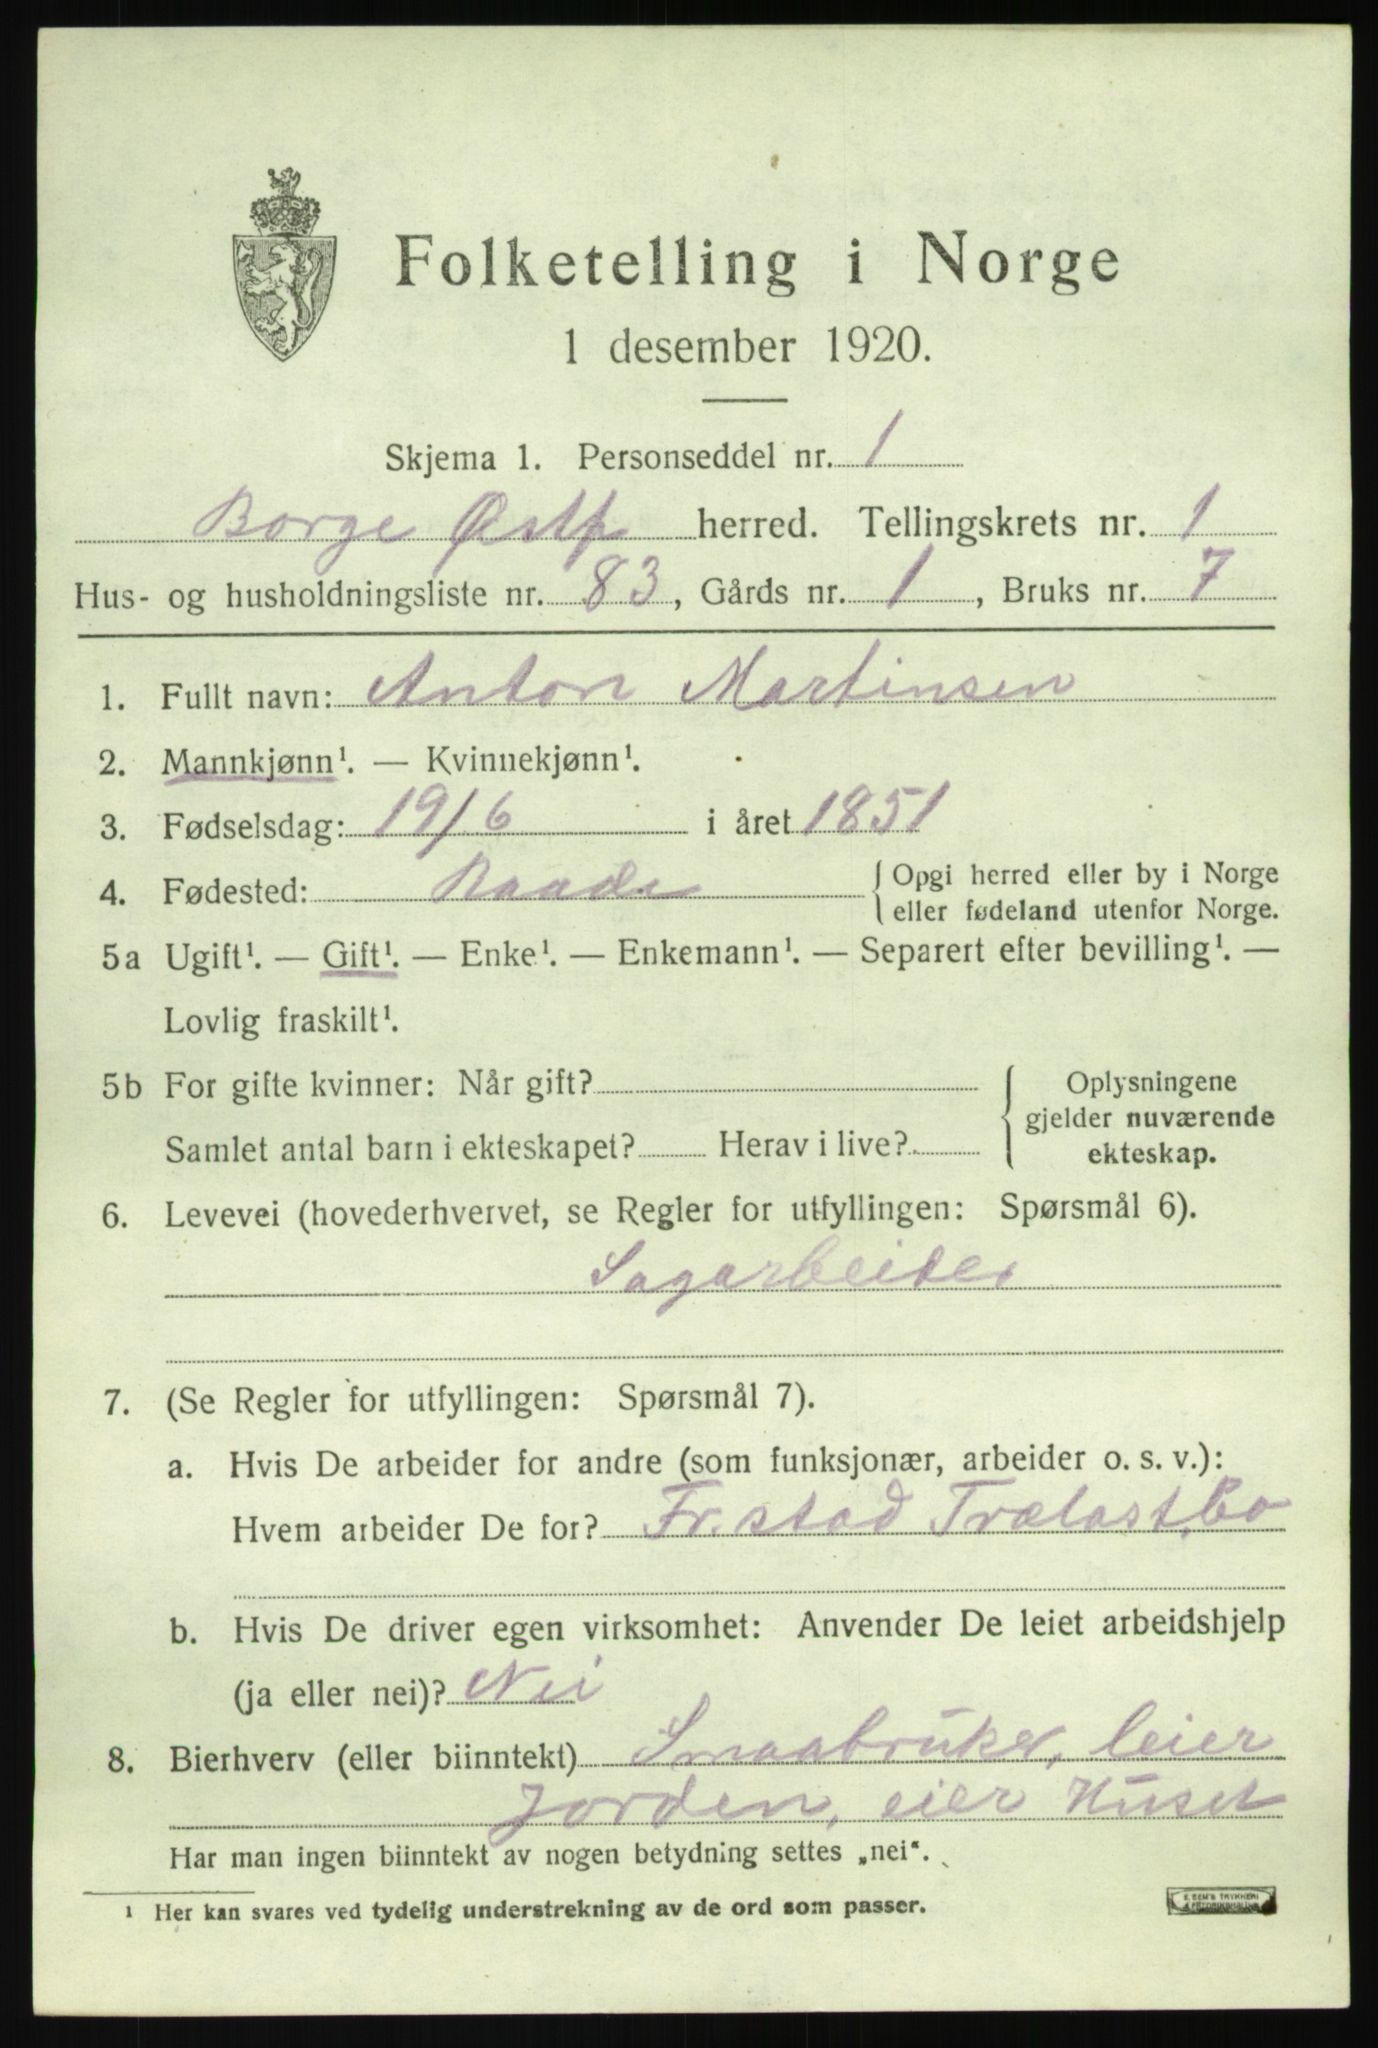 Folketelling i Norge
1 desember 1920.
Skjema 1. Personseddel nr. 1
Borge Østf herred. Tellingskrets nr. 1
Hus- og husholdningsliste nr. 83, Gårds nr. 1, Bruks nr. 7
1. Fullt navn: Anton Martinsen
2. Mannkjønn¹. — Kvinnekjønn¹.
3. Fødselsdag: 19/6 i året 1851
4. Fødested: Raade { Opgi herred eller by i Norge
eller fødeland utenfor Norge.
5a Ugift¹. — Gift¹. — Enke¹. — Enkemann¹. — Separert efter bevilling¹. —
Lovlig fraskilt¹.
5b For gifte kvinner: Når gift?
Samlet antal barn i ekteskapet? Herav i live?
{ Oplysningene
gjelder nuværende
ekteskap.
6. Levevei (hovederhvervet, se Regler for utfyllingen: Spørsmål 6).
Sagarbeider
7. (Se Regler for utfyllingen: Spørsmål 7).
a. Hvis De arbeider for andre (som funksjonær, arbeider o. s. v.):
Hvem arbeider De for? Fr.stad Trælast,Co
b. Hvis De driver egen virksomhet: Anvender De leiet arbeidshjelp
(ja eller nei)? Nei
8. Bierhverv (eller biinntekt) Smaabruker, leier
Jorden, eier Huset
Har man ingen biinntekt av nogen betydning settes „nei“.
¹ Her kan svares ved tydelig understrekning av de ord som passer.